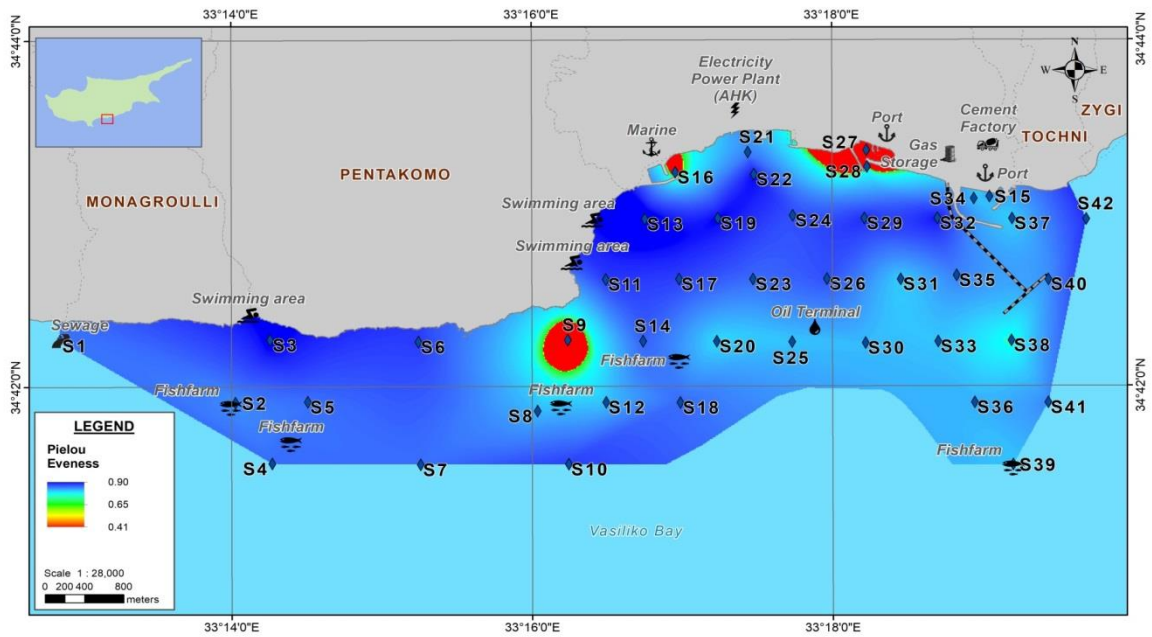 33°14'0"E
33°16'0"E
33°18'0"E
34°44'0"N
34°44'0"N
N
W
E
S
Electricity
Power Plant
(AHK)
Marine
Port
Cement
Factory
ZYGI
TOCHNI
Gas
Storage
Port
S21
S27
S28
S16
S22
S34
S15
S42
PENTAKOMO
MONAGROULLI
Swimming area
S13
S19
S24
S29
S32
S37
Swimming area
S11
S17
S23
S26
S31
S35
S40
Swimming area
Oil Terminal
Sewage
S1
S3
S6
S9
S14
S20
S25
S30
S33
S38
Fishfarm
34°42'0"N
34°42'0"N
Fishfarm
S2
S5
Fishfarm
S8
S12
S18
S36
S41
Fishfarm
S4
S7
S10
Fishfarm
S39
Vasiliko Bay
LEGEND
Pielou
Eveness
0.90
0.65
0.41
Scale 1 : 28,000
0 200 400 800
meters
33°14'0"E
33°16'0"E
33°18'0"E